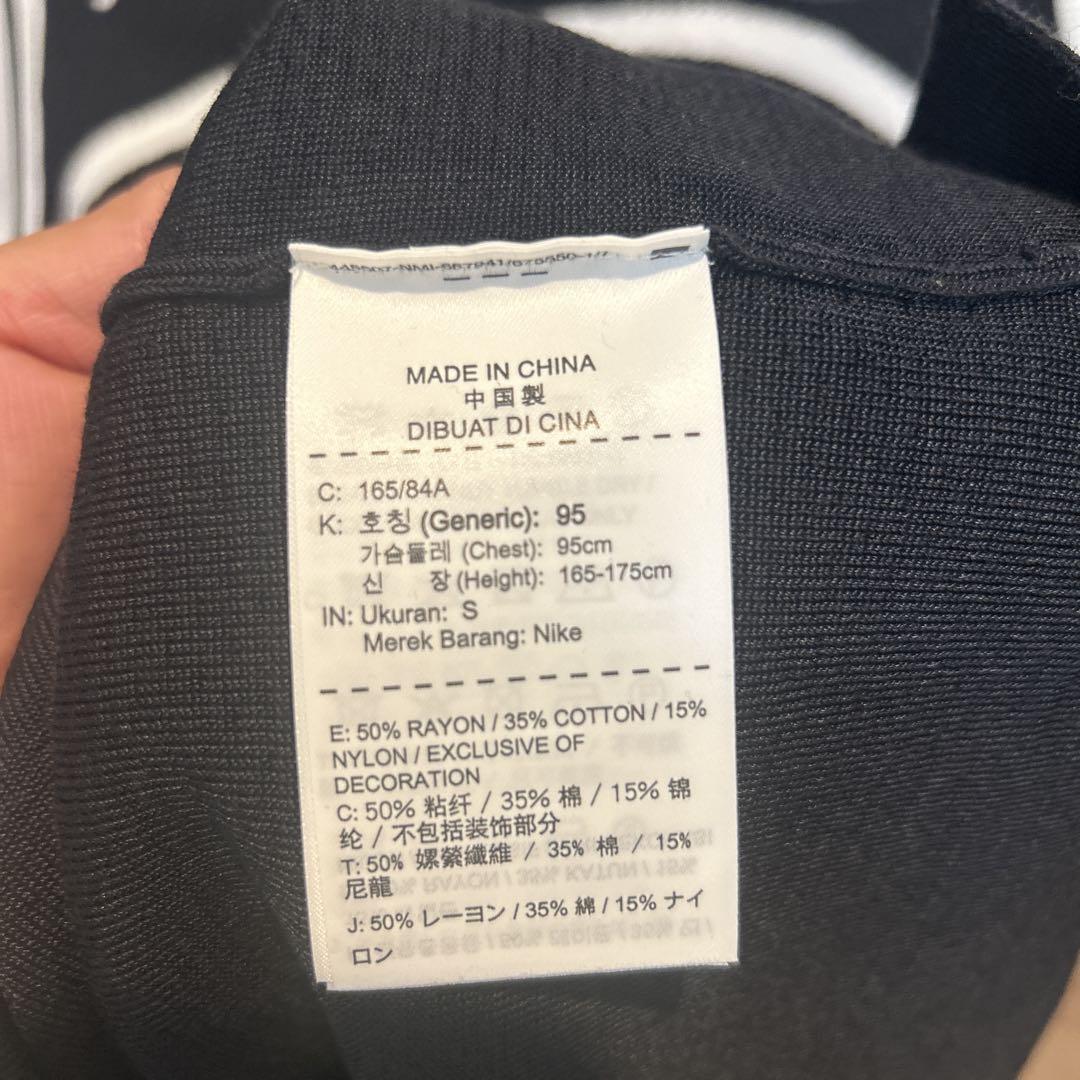 MADE IN CHINA
中国製
DIBUAT DI CINA
C: 165/84A
K: 호칭 (Generic): 95
가슴둘레 (Chest): 95cm
신 장 (Height): 165-175cm
IN: Ukuran: S
Merek Barang: Nike
E: 50% RAYON / 35% COTTON / 15%
NYLON / EXCLUSIVE OF
DECORATION
C: 50% 粘纤 / 35% 棉 / 15% 锦
纶 / 不包括装饰部分
T: 50% 嫘縈纖維 / 35% 棉 / 15%
尼龍
J: 50% レーヨン / 35% 綿 / 15% ナイ
ロン